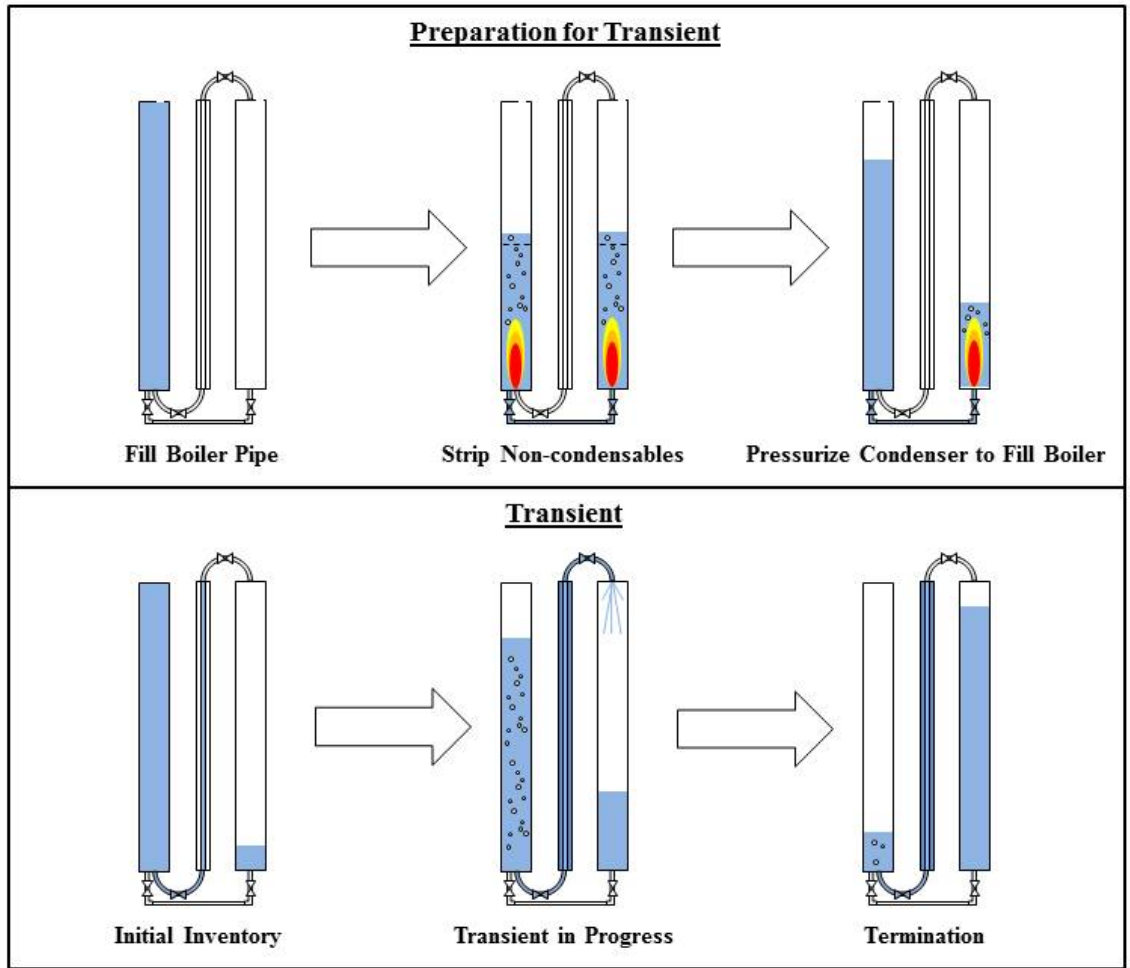 Preparation for Transient
Fill Boiler Pipe
Strip Non-condensables
Pressurize Condenser to Fill Boiler
Transient
Initial Inventory
Transient in Progress
Termination